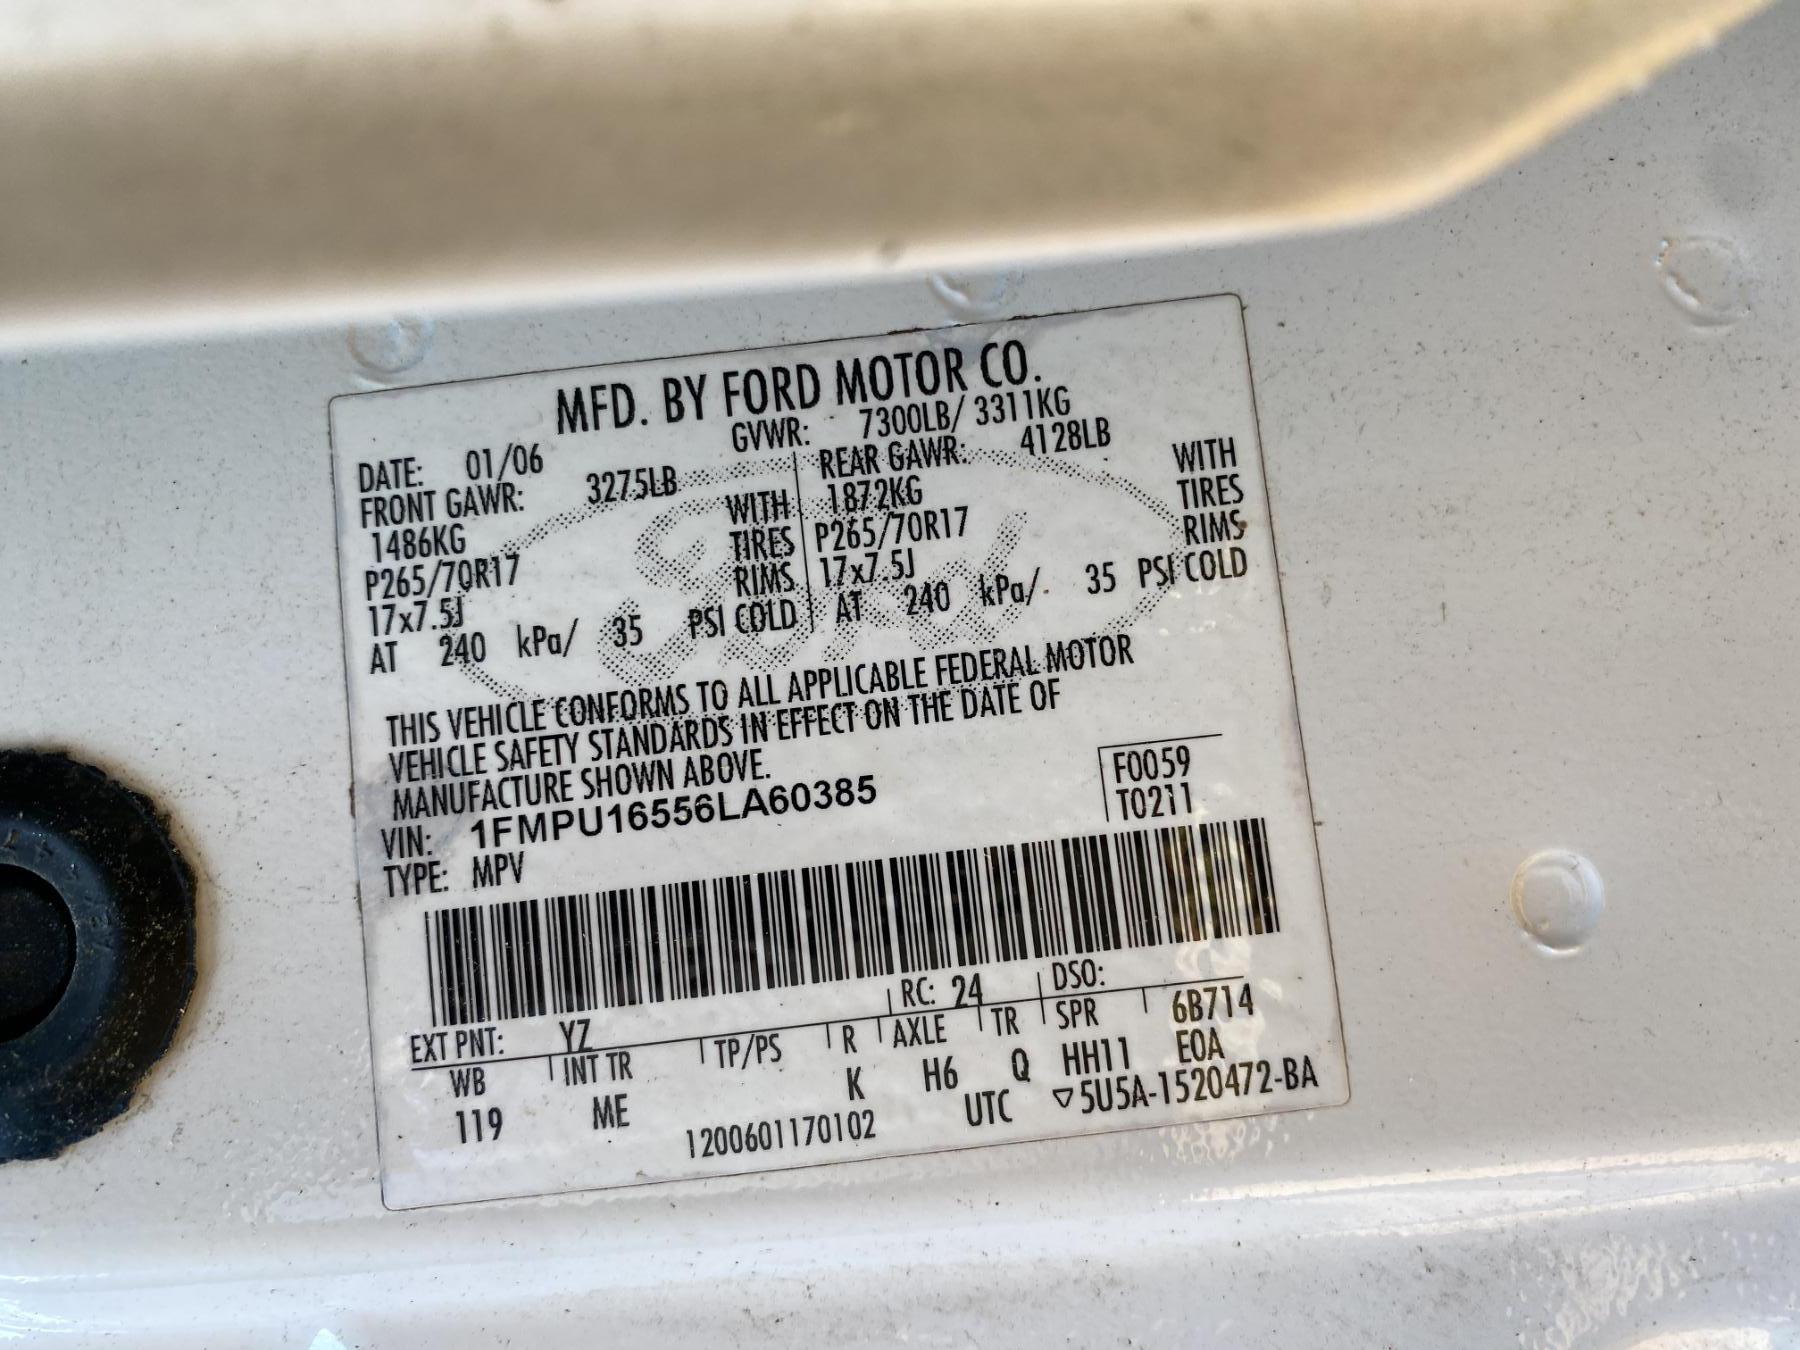 MFD. BY FORD MOTOR CO.
DATE: 01/06 GVWR: 7300LB/ 3311KG
FRONT GAWR: 3275LB REAR GAWR: 4128LB
1486KG WITH 1872KG WITH
P265/70R17 TIRES P265/70R17 TIRES
17x7.5J RIMS 17x7.5J RIMS
AT 240 kPa/ 35 PSI COLD AT 240 kPa/ 35 PSI COLD
THIS VEHICLE CONFORMS TO ALL APPLICABLE FEDERAL MOTOR
VEHICLE SAFETY STANDARDS IN EFFECT ON THE DATE OF
MANUFACTURE SHOWN ABOVE.
VIN: 1FMPU16556LA60385 F0059
TYPE: MPV T0211
EXT PNT: YZ RC: 24 DSO:
WB INT TR TP/PS R AXLE TR SPR 6B714
119 ME K H6 Q HH11 EOA
1200601170102 UTC ▽5U5A-1520472-BA
Ford